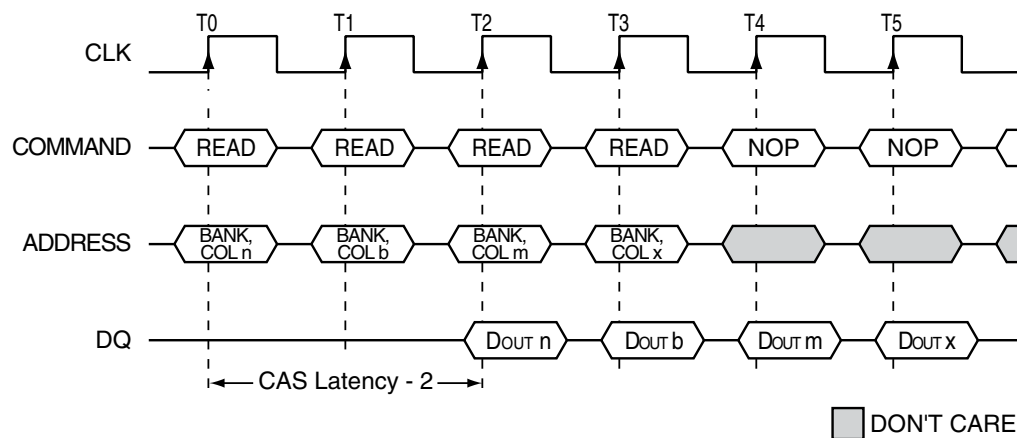 T0 T1 T2 T3 T4 T5
CLK
COMMAND READ READ READ READ NOP NOP
ADDRESS
BANK, COL n
BANK, COL b
BANK, COL m
BANK, COL x
DQ DOUT n DOUT b DOUT m DOUT x
CAS Latency - 2
DON'T CARE